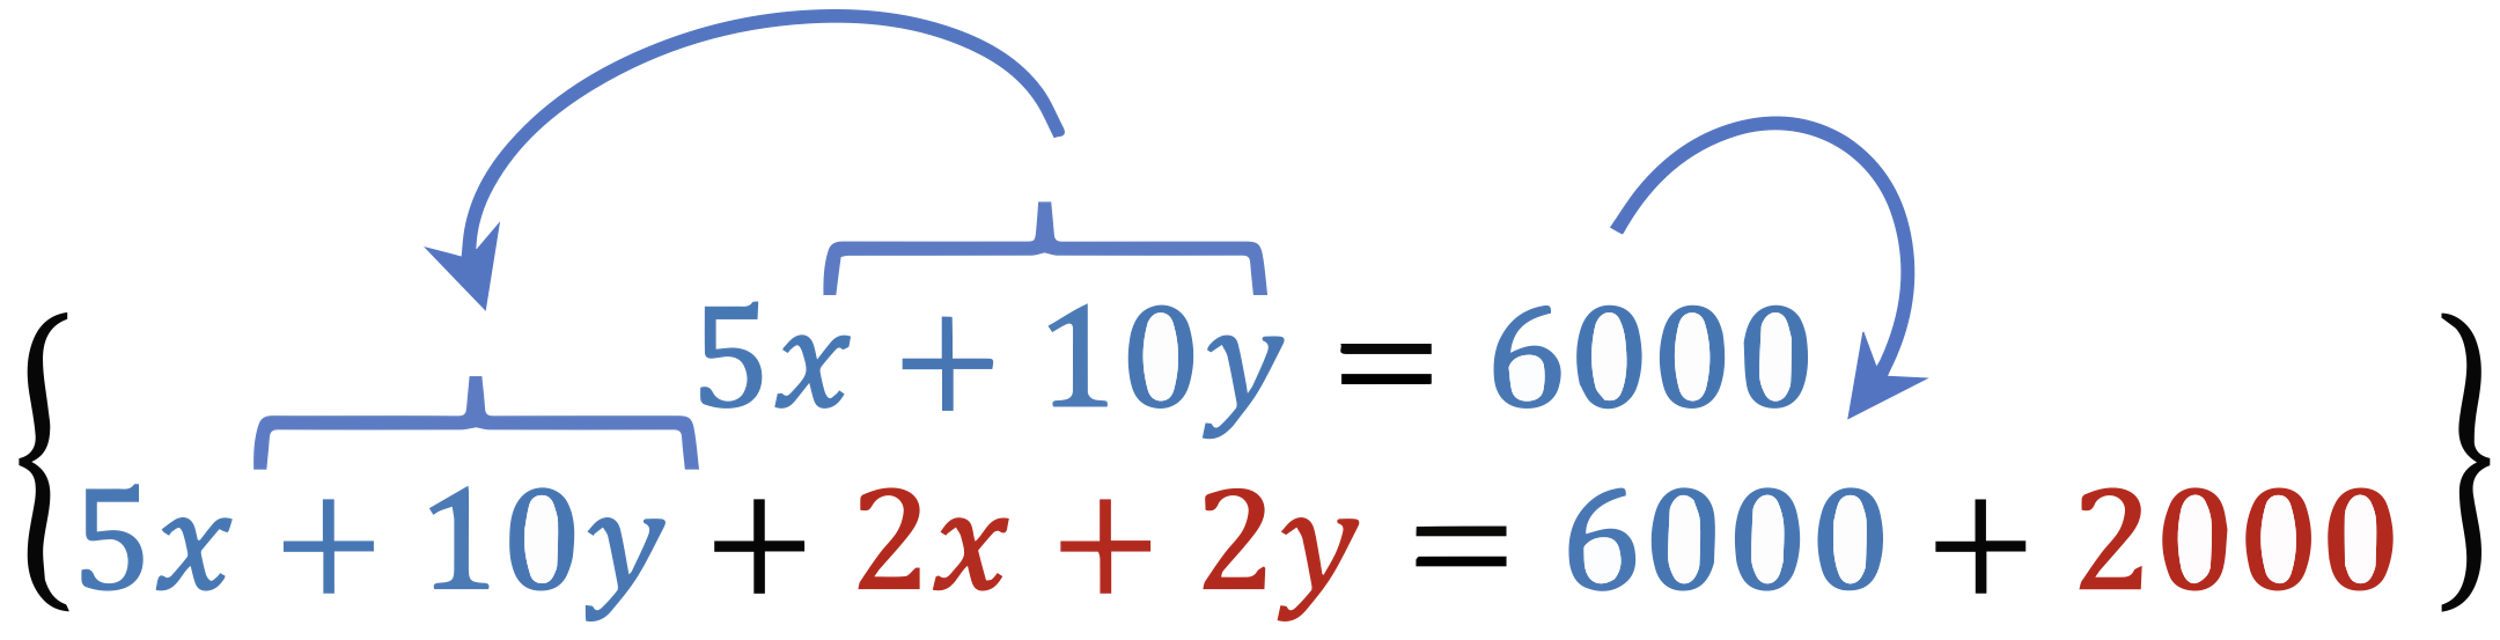 5x + 10y = 6000
5x + 10y + 2x + 2y = 6000 + 2000